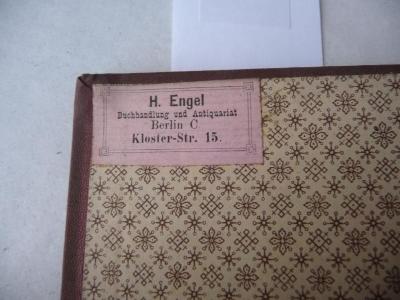 H. Engel
Buchhandlung und Antiquariat
Berlin C
Kloster-Str. 15.